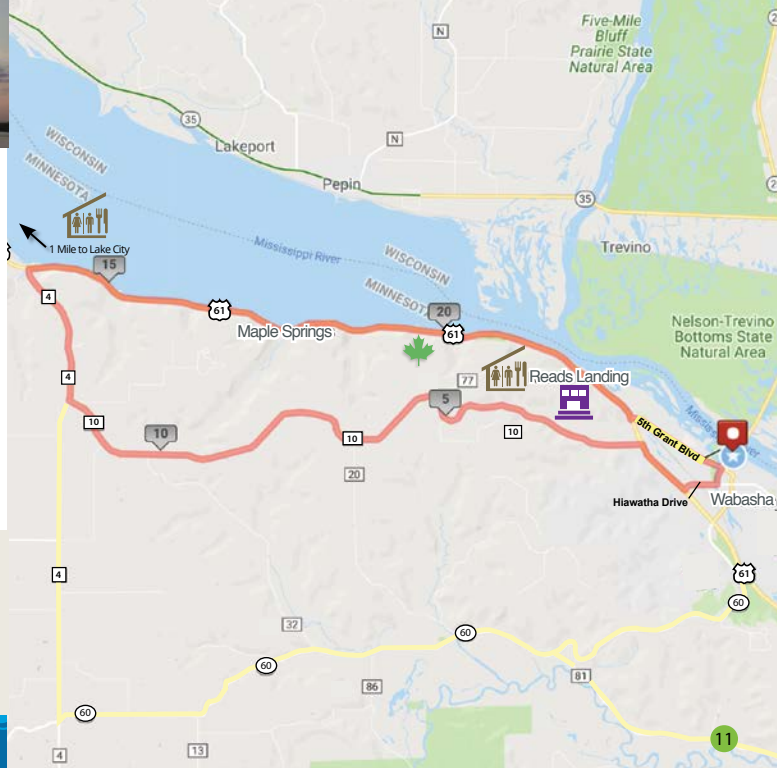 Five-Mile
Bluff
Prairie State
Natural Area
N
35
Lakeport
N
WISCONSIN
MINNESOTA
Pepin
35
1 Mile to Lake City
Mississippi River
WISCONSIN
Trevino
15
4
61
MINNESOTA
20
61
Maple Springs
Nelson-Trevino
Bottoms State
Natural Area
4
77
Reads Landing
5
10
10
10
10
5th Grant Blvd
20
Hiawatha Drive
Wabasha
4
61
60
32
60
60
81
86
60
11
4
13